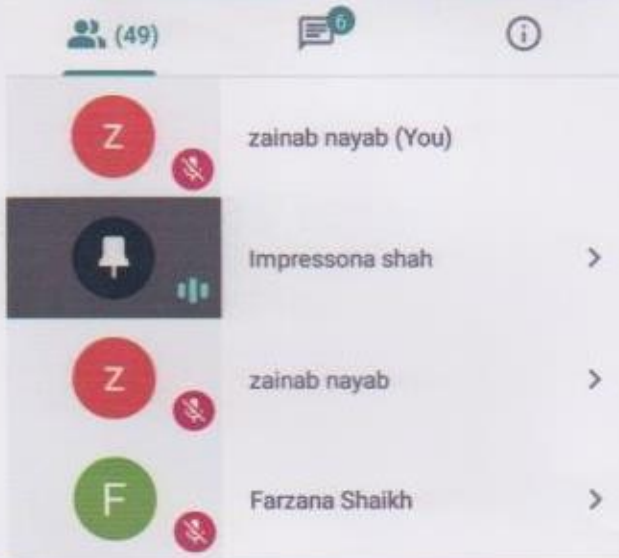 (49)
6
Z
zainab nayab (You)
Impressona shah
Z
zainab nayab
F
Farzana Shaikh